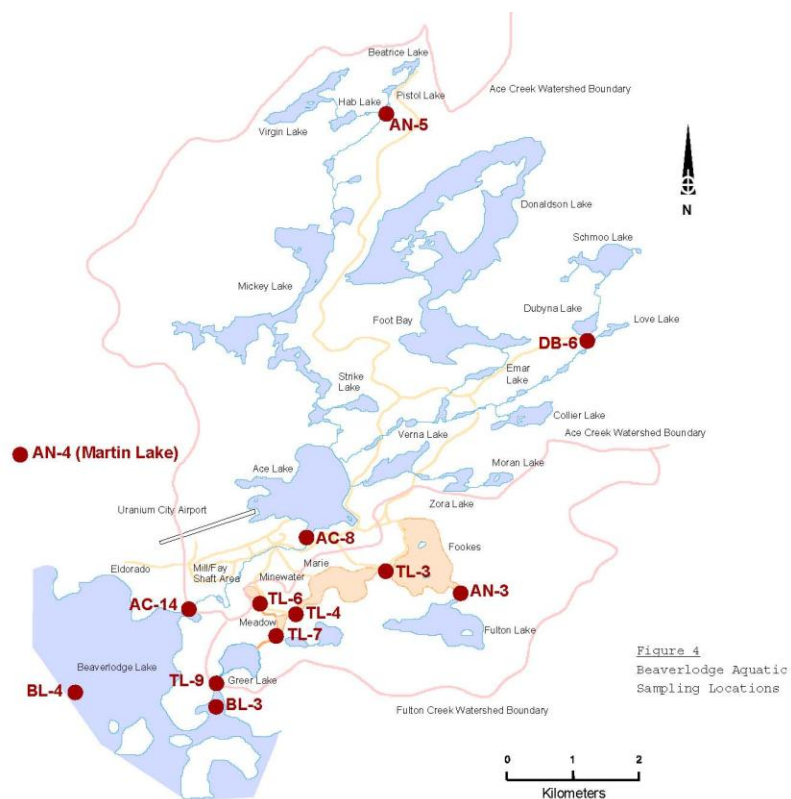 Beatrice Lake
Pistol Lake
Ace Creek Watershed Boundary
Hab Lake
Virgin Lake
AN-5
N
Donaldson Lake
Schmoo Lake
Mickey Lake
Dubyna Lake
Love Lake
Foot Bay
DB-6
Emar
Lake
Strike
Lake
Collier Lake
Verna Lake
Ace Creek Watershed Boundary
AN-4 (Martin Lake)
Ace Lake
Moran Lake
Zora Lake
Uranium City Airport
AC-8
Fookes
Eldorado
Mill/Fay
Shaft Area
Marie
Minewater
TL-3
AN-3
AC-14
TL-6
TL-4
Meadow
TL-7
Fulton Lake
Beaverlodge Lake
TL-9
Greer Lake
BL-4
BL-3
Fulton Creek Watershed Boundary
Figure 4
Beaverlodge Aquatic
Sampling Locations
0 1 2
Kilometers